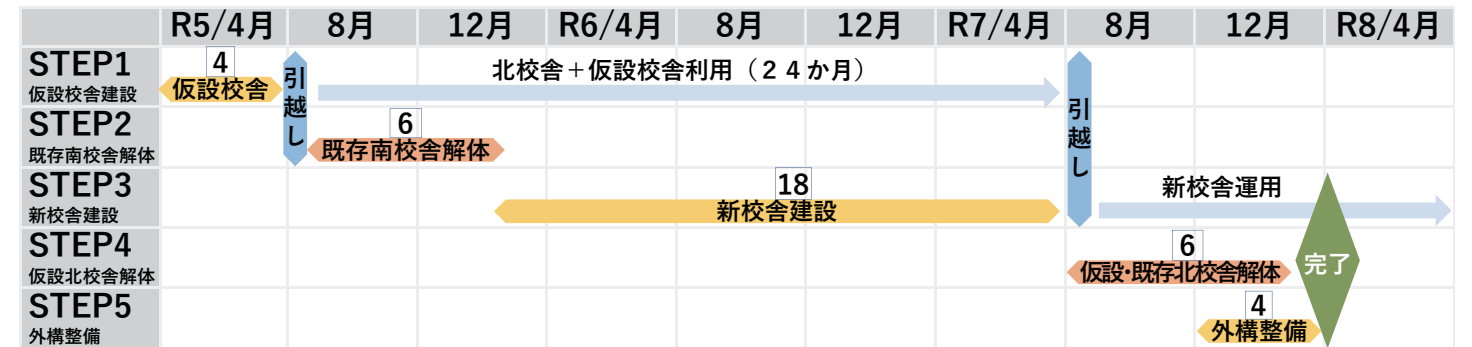 R5/4月 8月 12月 R6/4月 8月 12月 R7/4月 8月 12月 R8/4月
STEP1
仮設校舎建設
4
仮設校舎
引越し
北校舎＋仮設校舎利用（２４か月）
引越し
STEP2
既存南校舎解体
6
既存南校舎解体
STEP3
新校舎建設
18
新校舎建設
新校舎運用
STEP4
仮設北校舎解体
6
仮設・既存北校舎解体
完了
STEP5
外構整備
4
外構整備